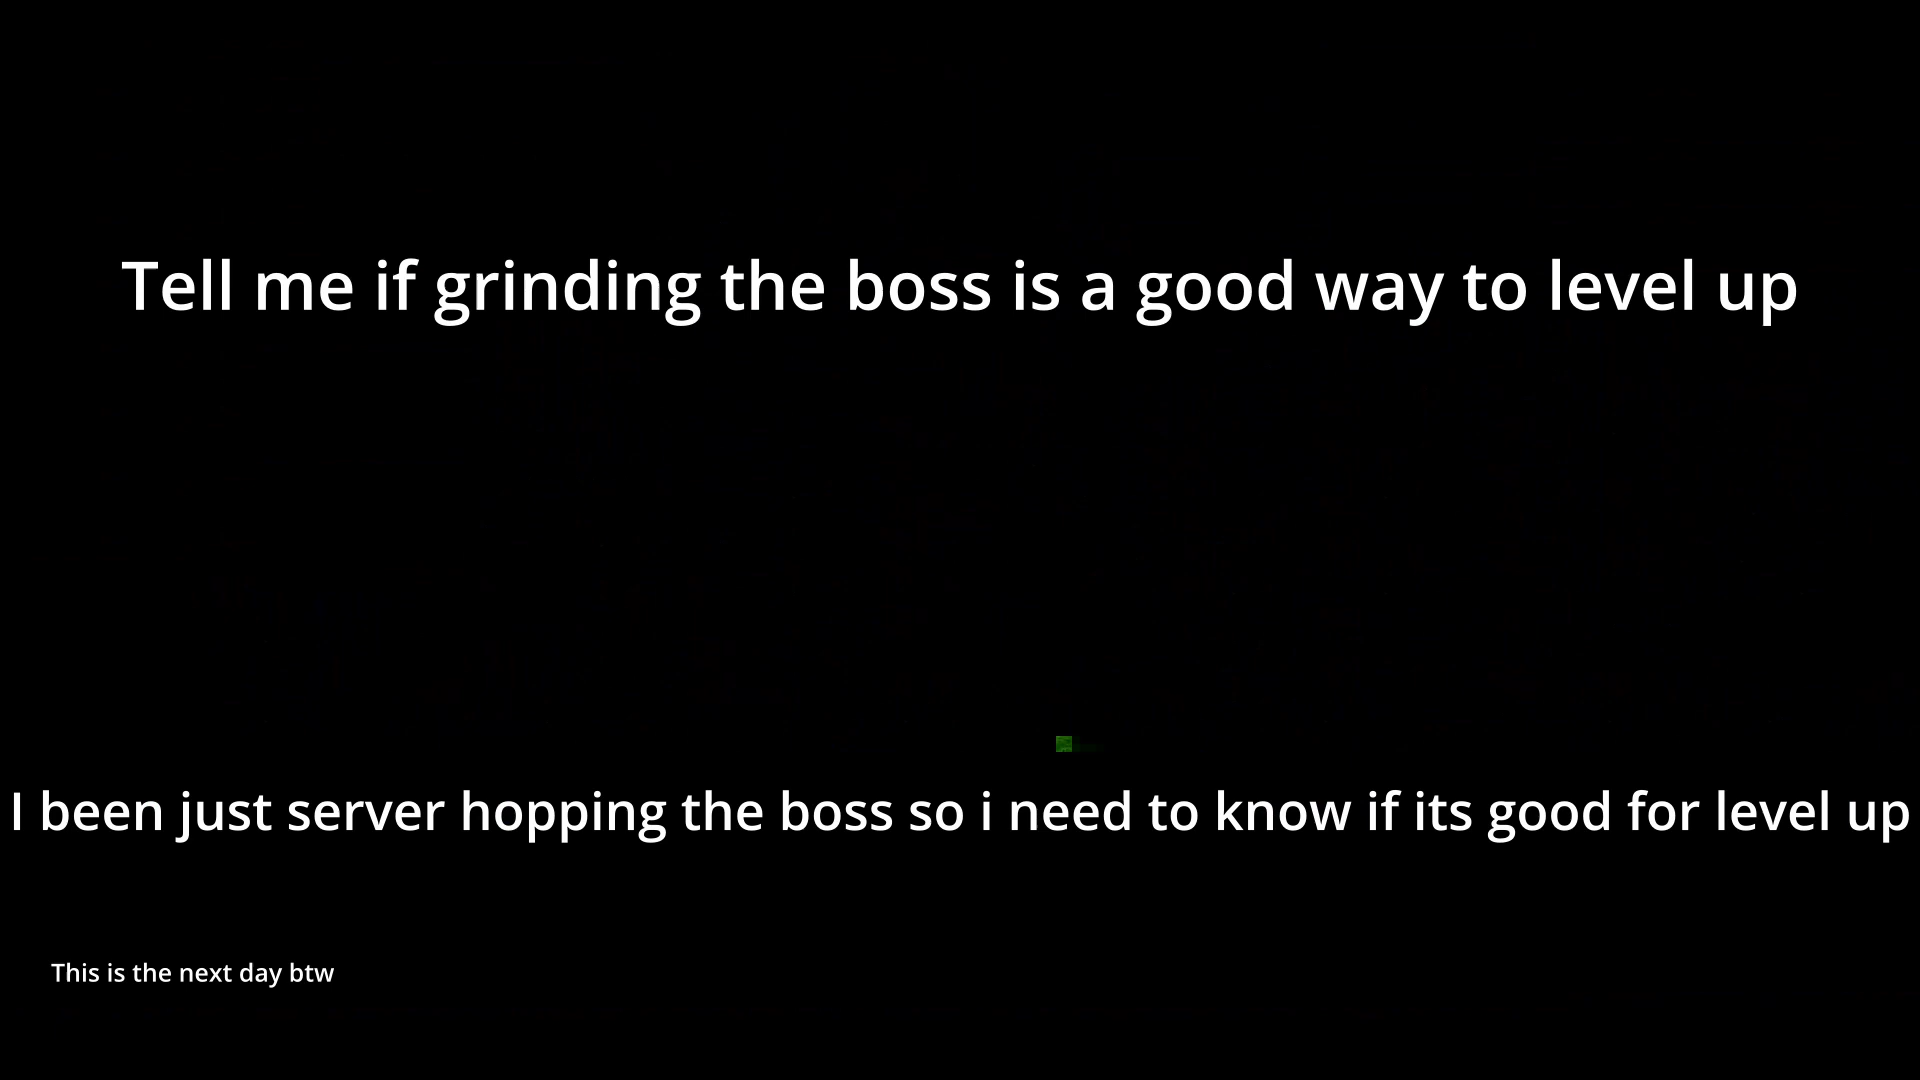 Tell me if grinding the boss is a good way to level up
I been just server hopping the boss so i need to know if its good for level up
This is the next day btw